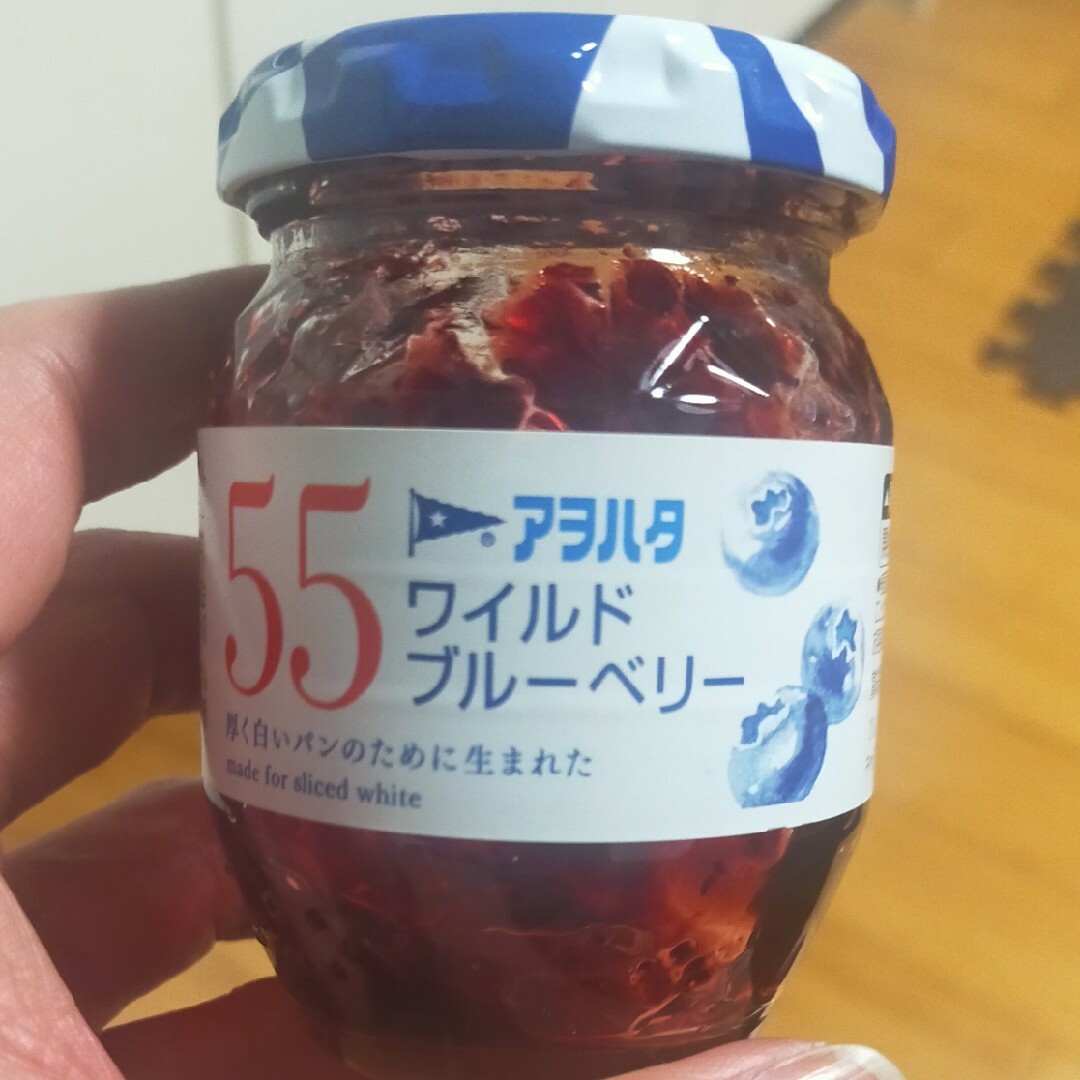 55
アヲハタ
ワイルド
ブルーベリー
厚く白いパンのために生まれた
made for sliced white